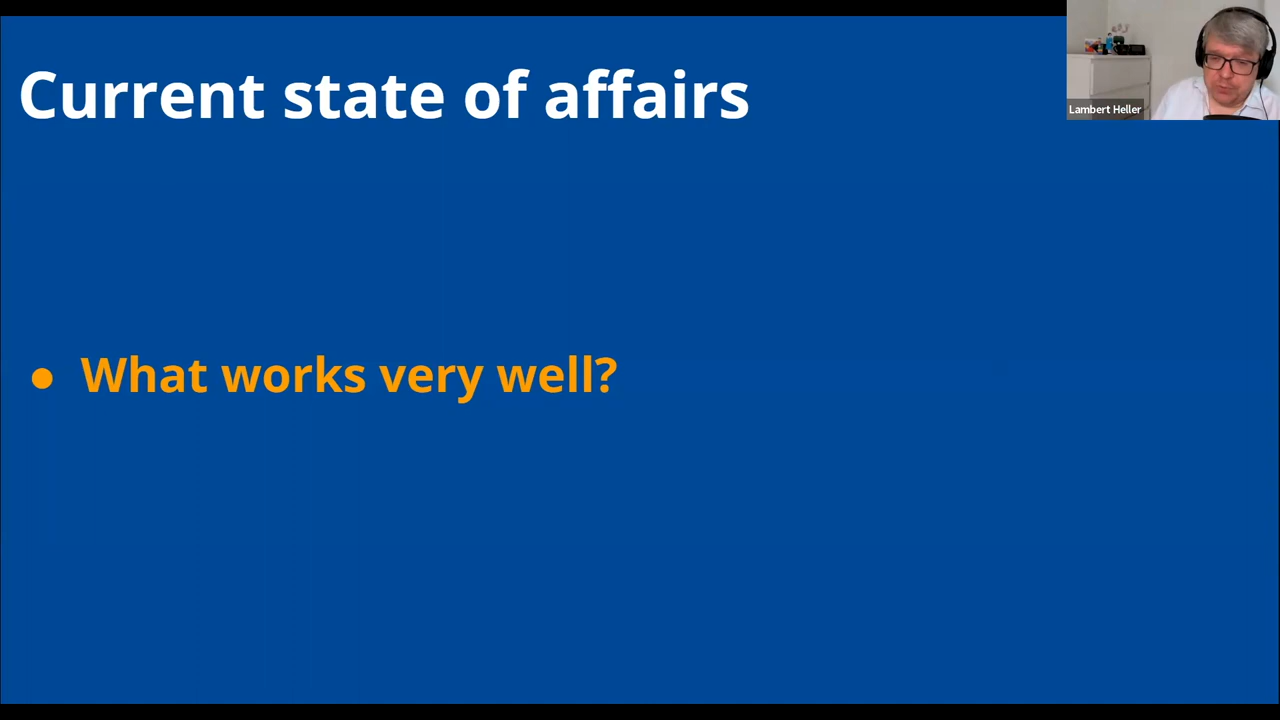 Current state of affairs
Lambert Heller
● What works very well?